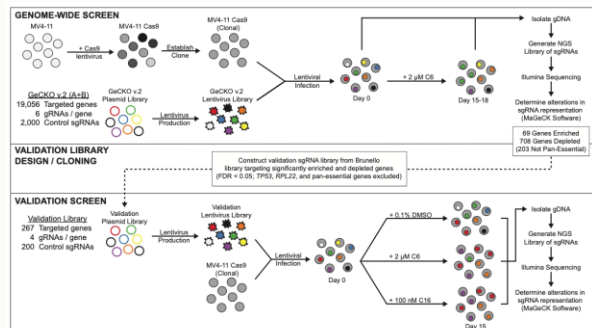 GENOME-WIDE SCREEN
MV4-11
+ Cas9
lentivirus
MV4-11 Cas9
Establish
Clone
MV4-11 Cas9
(Clonal)
GeCKO v.2 (A+B)
19,056 Targeted genes
6 gRNAs / gene
2,000 Control sgRNAs
GeCKO v.2
Plasmid Library
Lentivirus
Production
GeCKO v.2
Lentivirus Library
Lentiviral
Infection
Day 0
+ 2 µM C6
Day 15-18
Isolate gDNA
Generate NGS
Library of sgRNAs
Illumina Sequencing
Determine alterations in
sgRNA representation
(MaGeCK Software)
69 Genes Enriched
708 Genes Depleted
(203 Not Pan-Essential)
VALIDATION LIBRARY
DESIGN / CLONING
Construct validation sgRNA library from Brunello
library targeting significantly enriched and depleted genes
(FDR < 0.05; TP53, RPL22, and pan-essential genes excluded)
VALIDATION SCREEN
Validation Library
267 Targeted genes
4 gRNAs / gene
200 Control sgRNAs
Validation
Plasmid Library
Lentivirus
Production
Validation
Lentivirus Library
MV4-11 Cas9
(Clonal)
Lentiviral
Infection
Day 0
+ 0.1% DMSO
+ 2 µM C6
+ 100 nM C16
Day 15
Isolate gDNA
Generate NGS
Library of sgRNAs
Illumina Sequencing
Determine alterations in
sgRNA representation
(MaGeCK Software)